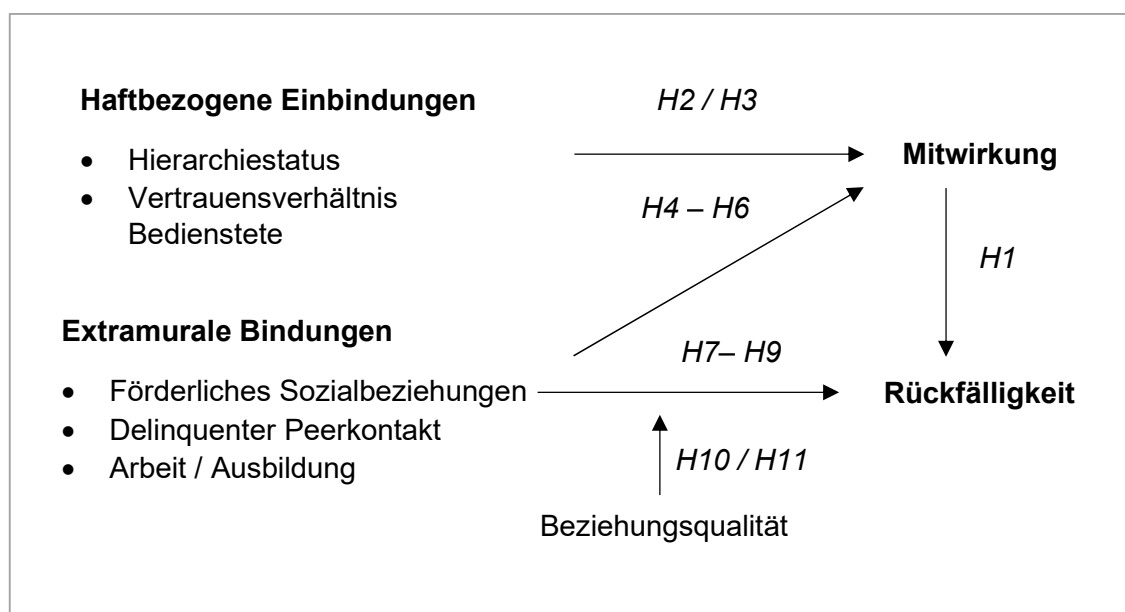 Haftbezogene Einbindungen
H2 / H3
• Hierarchiestatus
Mitwirkung
• Vertrauensverhältnis
Bedienstete
H4 – H6
H1
Extramurale Bindungen
H7– H9
• Förderliches Sozialbeziehungen
Rückfälligkeit
• Delinquenter Peerkontakt
• Arbeit / Ausbildung
H10 / H11
Beziehungsqualität